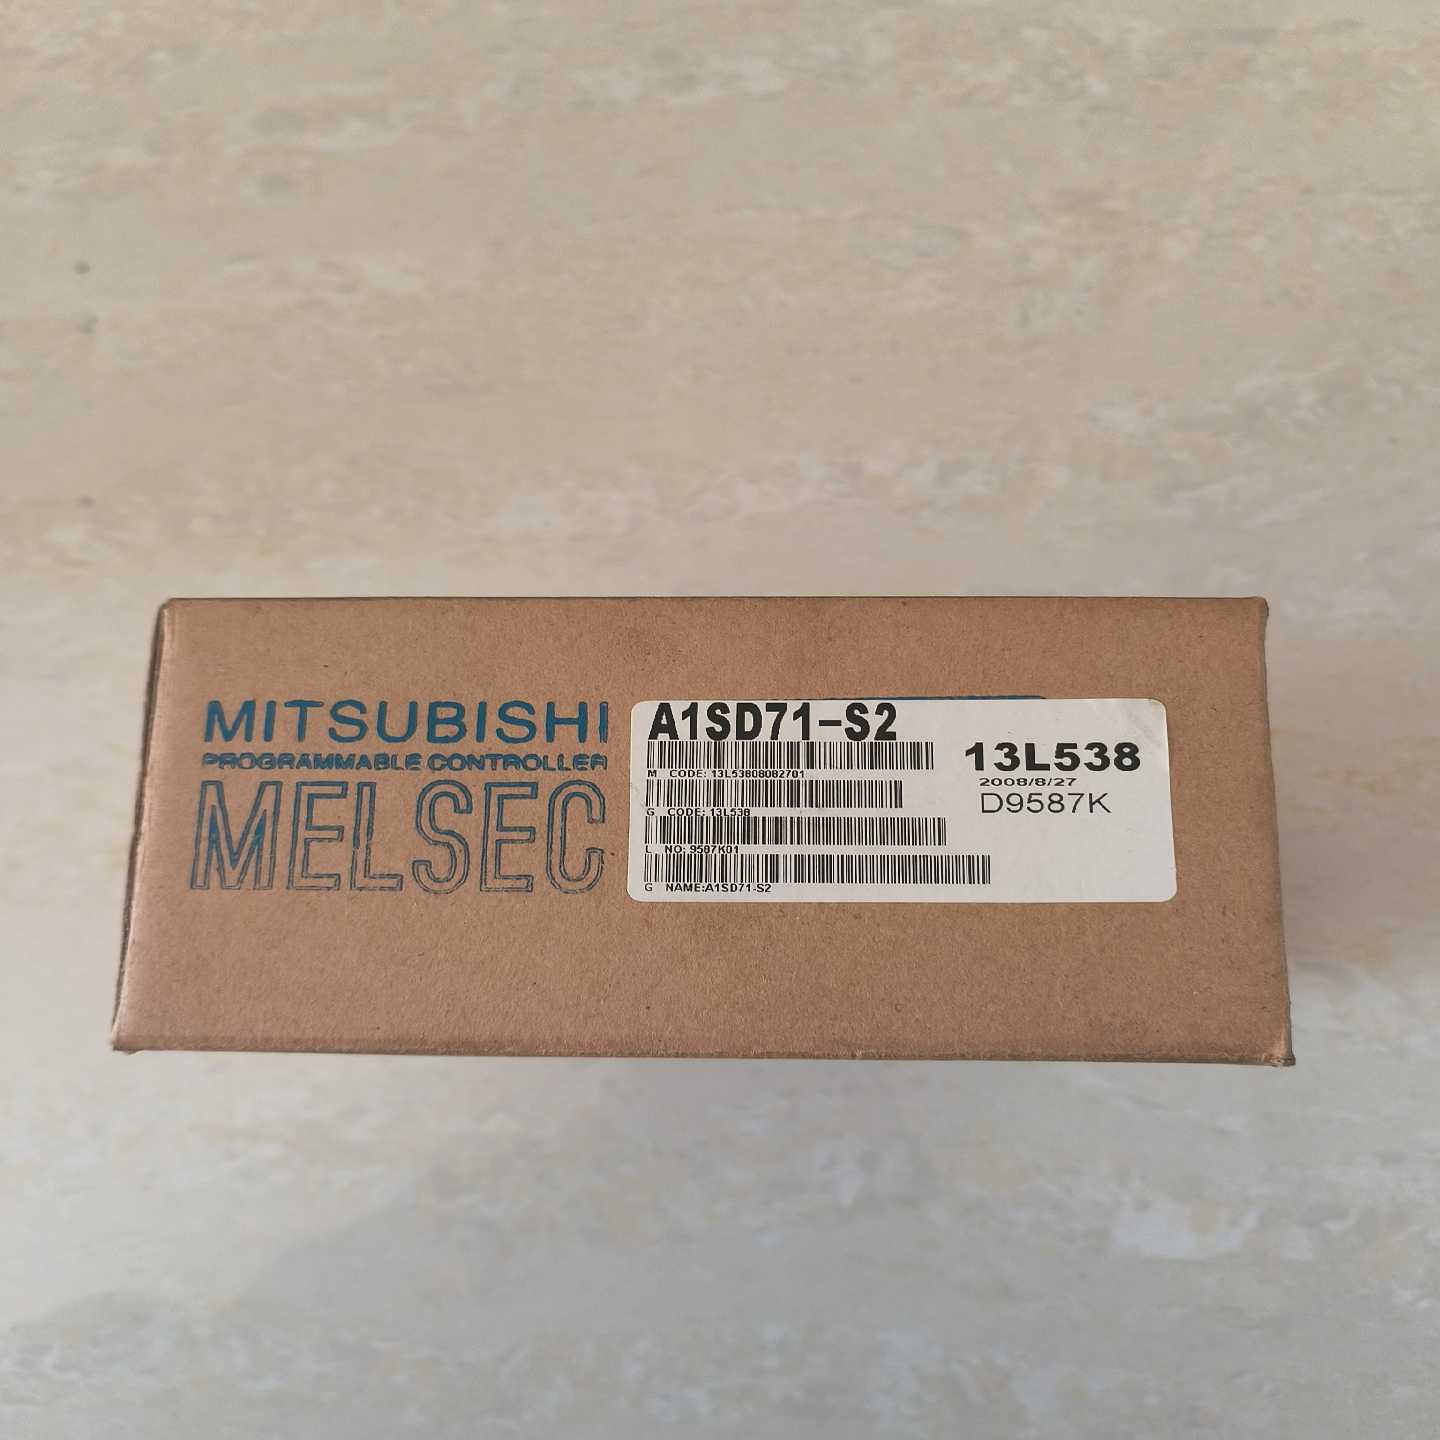 MITSUBISHI
PROGRAMMABLE CONTROLLER
MELSEC
A1SD71-S2
M CODE: 13L53808082701
G CODE: 13L538
L NO: 9587K01
G NAME:A1SD71-S2
13L538
2008/8/27
D9587K